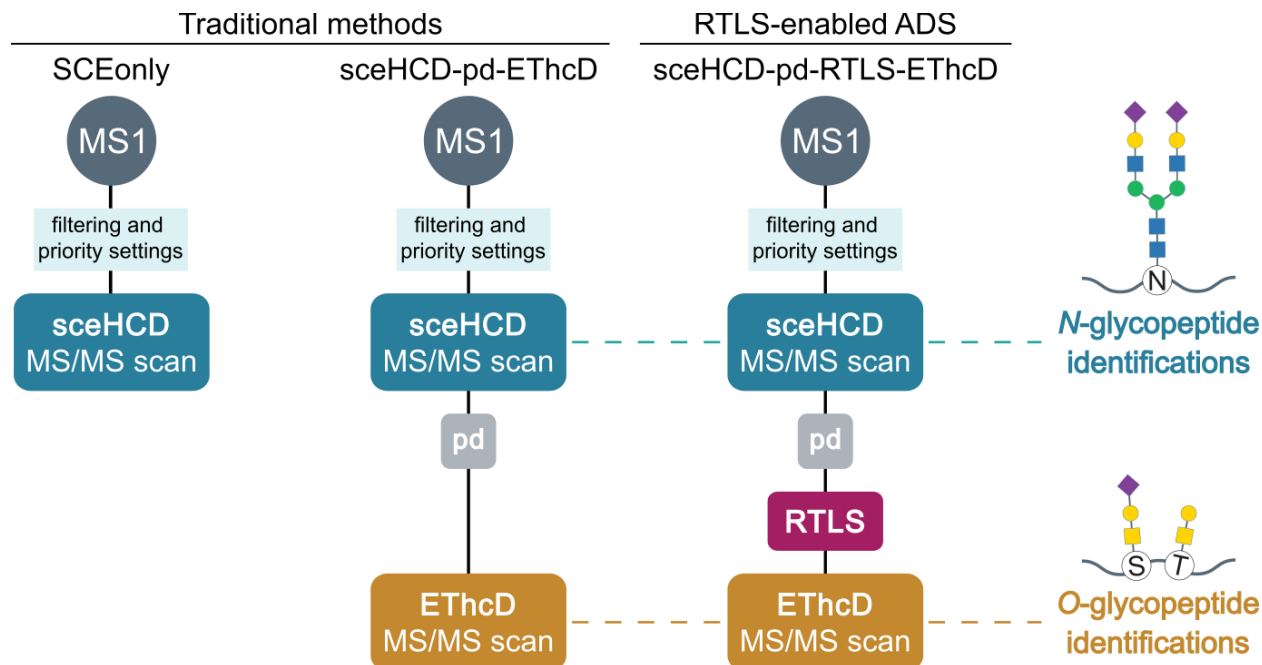 Traditional methods
RTLS-enabled ADS
SCEonly
sceHCD-pd-EThcD
sceHCD-pd-RTLS-EThcD
MS1
MS1
MS1
filtering and
priority settings
filtering and
priority settings
filtering and
priority settings
N
sceHCD
MS/MS scan
sceHCD
MS/MS scan
sceHCD
MS/MS scan
N-glycopeptide
identifications
pd
pd
RTLS
S
T
EThcD
MS/MS scan
EThcD
MS/MS scan
O-glycopeptide
identifications